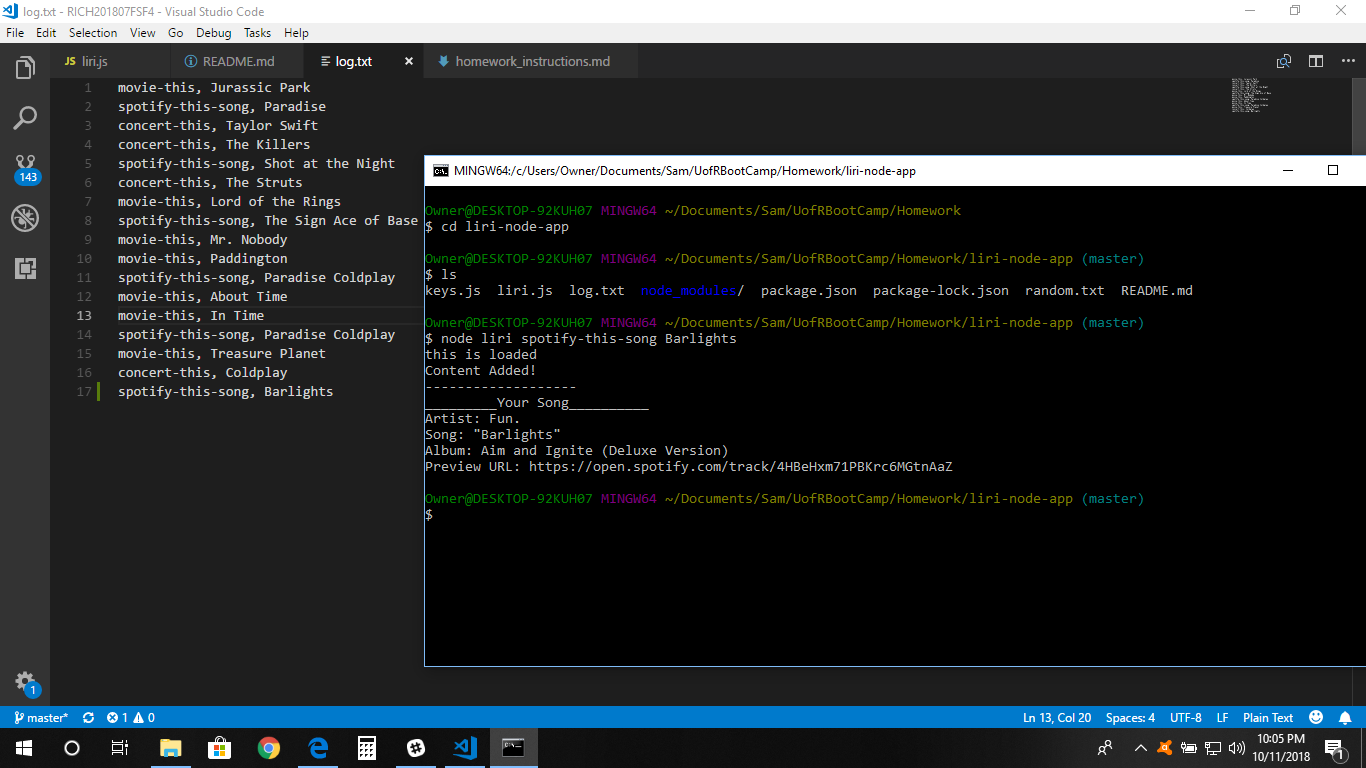 log.txt - RICH201807FSF4 - Visual Studio Code
File Edit Selection View Go Debug Tasks Help
JS liri.js README.md log.txt × homework_instructions.md ···
1 movie-this, Jurassic Park
2 spotify-this-song, Paradise
3 concert-this, Taylor Swift
4 concert-this, The Killers
5 spotify-this-song, Shot at the Night
6 concert-this, The Struts
7 movie-this, Lord of the Rings
8 spotify-this-song, The Sign Ace of Base
9 movie-this, Mr. Nobody
10 movie-this, Paddington
11 spotify-this-song, Paradise Coldplay
12 movie-this, About Time
13 movie-this, In Time
14 spotify-this-song, Paradise Coldplay
15 movie-this, Treasure Planet
16 concert-this, Coldplay
17 spotify-this-song, Barlights
143
1
MINGW64:/c/Users/Owner/Documents/Sam/UofRBootCamp/Homework/liri-node-app
Owner@DESKTOP-92KUH07 MINGW64 ~/Documents/Sam/UofRBootCamp/Homework
$ cd liri-node-app
Owner@DESKTOP-92KUH07 MINGW64 ~/Documents/Sam/UofRBootCamp/Homework/liri-node-app (master)
$ ls
keys.js liri.js log.txt node_modules/ package.json package-lock.json random.txt README.md
Owner@DESKTOP-92KUH07 MINGW64 ~/Documents/Sam/UofRBootCamp/Homework/liri-node-app (master)
$ node liri spotify-this-song Barlights
this is loaded
Content Added!
-------------------
_________Your Song__________
Artist: Fun.
Song: "Barlights"
Album: Aim and Ignite (Deluxe Version)
Preview URL: https://open.spotify.com/track/4HBeHxm71PBKrc6MGtnAaZ
Owner@DESKTOP-92KUH07 MINGW64 ~/Documents/Sam/UofRBootCamp/Homework/liri-node-app (master)
$
master* 1 0 Ln 13, Col 20 Spaces: 4 UTF-8 LF Plain Text
10:05 PM
10/11/2018
1